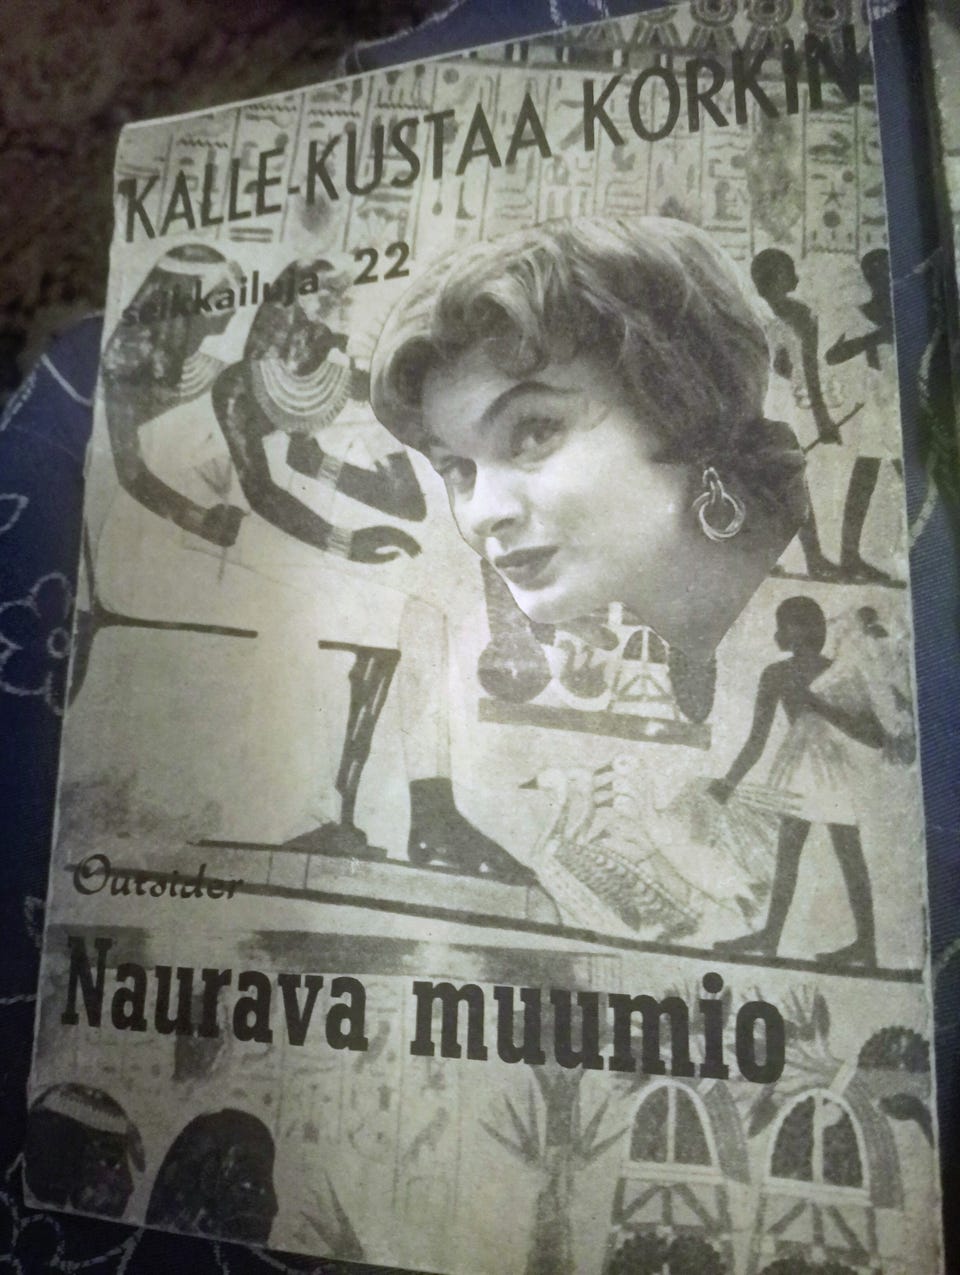 KALLE-KUSTAA KORKIN
seikkailuja 22
Outsider
Naurava muumio